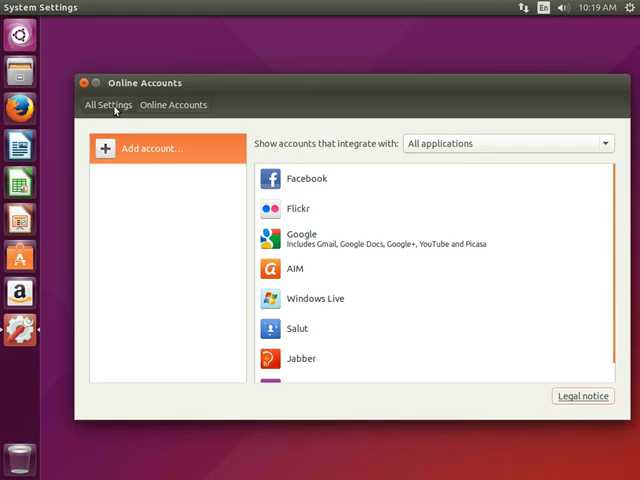 System Settings
En
10:19 AM
Online Accounts
All Settings Online Accounts
Add account...
Show accounts that integrate with: All applications
Facebook
Flickr
Google
Includes Gmail, Google Docs, Google+, YouTube and Picasa
AIM
Windows Live
Salut
Jabber
Legal notice